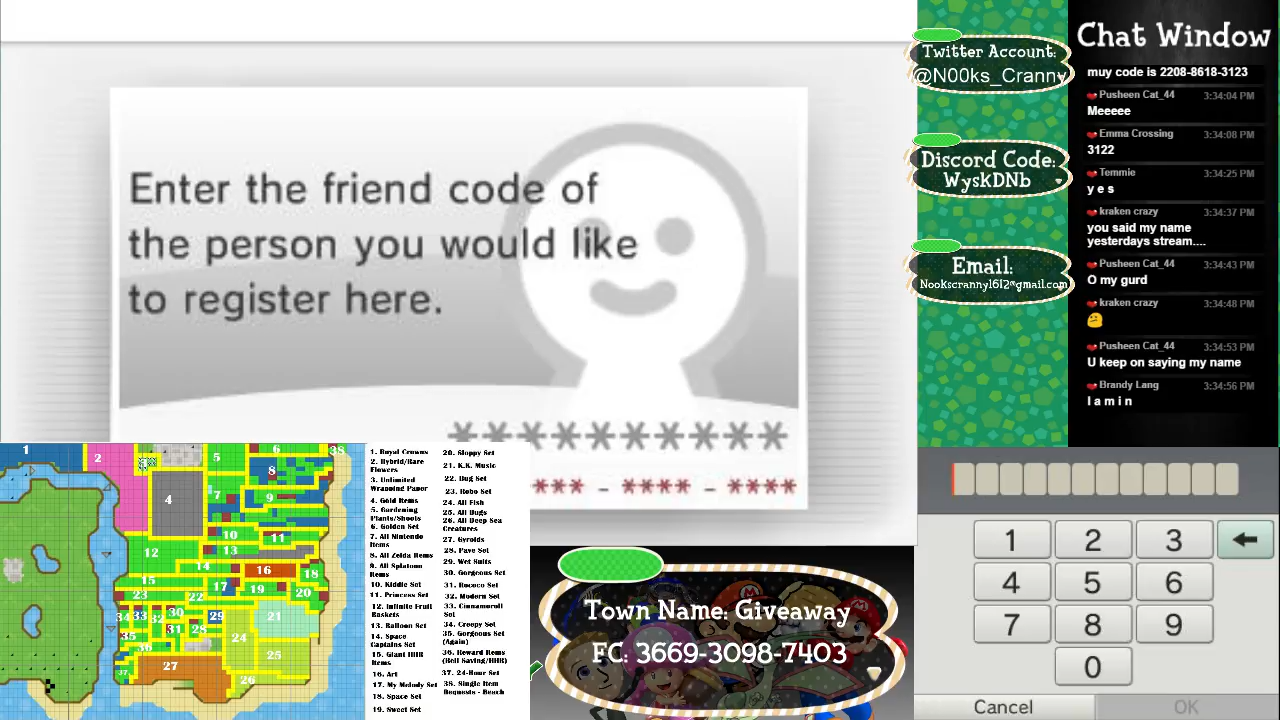 Enter the friend code of
the person you would like
to register here.
**********
**** - **** - ****
Twitter Account:
@N00ks_Cranny
Discord Code:
WyskDNb
Email:
Nookscranny1612@gmail.com
Chat Window
muy code is 2208-8618-3123
Pusheen Cat_44 3:34:04 PM
Meeeee
Emma Crossing 3:34:08 PM
3122
Temmie 3:34:25 PM
y e s
kraken crazy 3:34:37 PM
you said my name
yesterdays stream....
Pusheen Cat_44 3:34:43 PM
O my gurd
kraken crazy 3:34:48 PM
Pusheen Cat_44 3:34:53 PM
U keep on saying my name
Brandy Lang 3:34:56 PM
I a m i n
1. Royal Crowns
2. Hybrid/Rare
Flowers
3. Unlimited
Wrapping Paper
4. Gold Items
5. Gardening
Plants/Shoots
6. Golden Set
7. All Nintendo
Items
8. All Zelda Items
9. All Splatoon
Items
10. Kiddie Set
11. Princess Set
12. Infinite Fruit
Baskets
13. Balloon Set
14. Space
Captains Set
15. Giant HHR
Items
16. Art
17. My Melody Set
18. Space Set
19. Sweet Set
20. Sloppy Set
21. K.K. Music
22. Bug Set
23. Robo Set
24. All Fish
25. All Bugs
26. All Deep Sea
Creatures
27. Gyroids
28. Pave Set
29. Wet Suits
30. Gorgeous Set
31. Rococo Set
32. Modern Set
33. Cinnamoroll
Set
34. Creepy Set
35. Gorgeous Set
(Again)
36. Reward Items
(Bell Saving/HHR)
37. 24-Hour Set
38. Single Item
Requests - Beach
Town Name: Giveaway
FC: 3669-3098-7403
1 2 3
4 5 6
7 8 9
0
Cancel OK